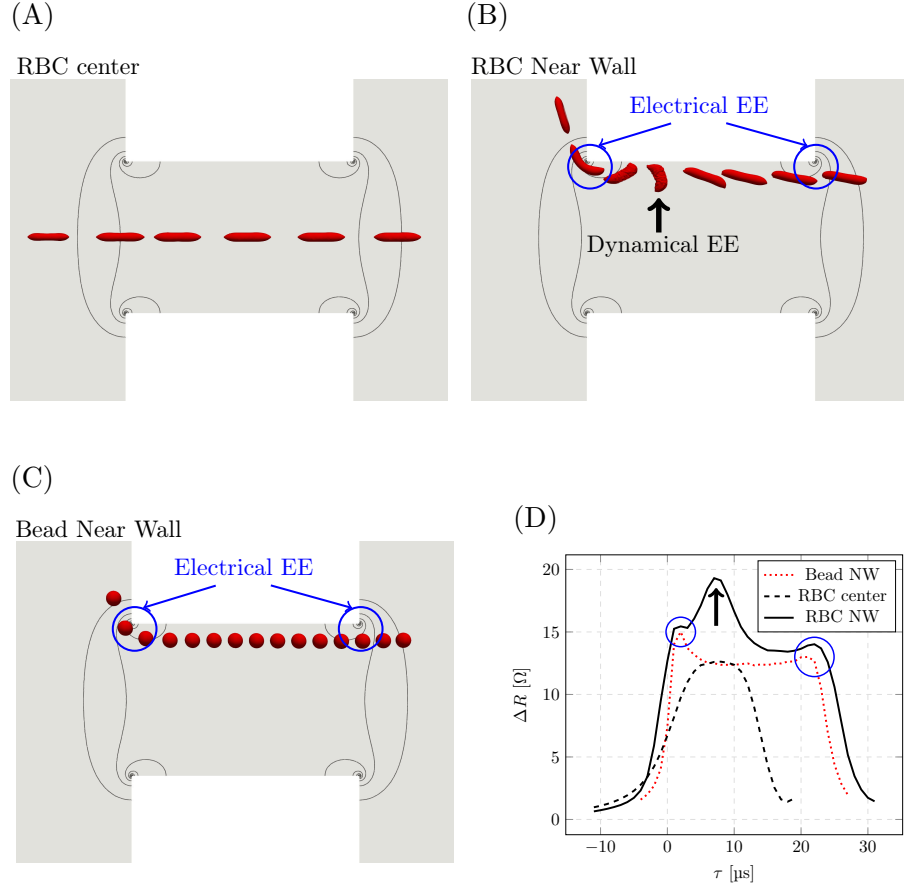 (A)
RBC center
(B)
RBC Near Wall
Electrical EE
Dynamical EE
(C)
Bead Near Wall
Electrical EE
(D)
Bead NW
RBC center
RBC NW
20
15
10
5
0
ΔR [Ω]
−10
0
10
20
30
τ [µs]